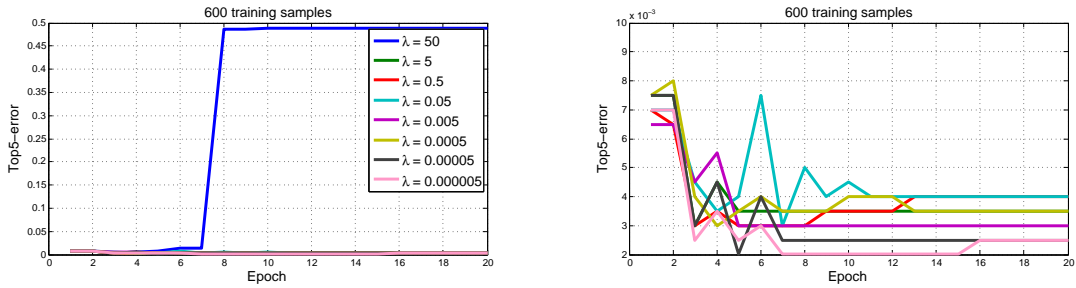 600 training samples
Top5–error
0.5
0.45
0.4
0.35
0.3
0.25
0.2
0.15
0.1
0.05
0
λ = 50
λ = 5
λ = 0.5
λ = 0.05
λ = 0.005
λ = 0.0005
λ = 0.00005
λ = 0.000005
0 2 4 6 8 10 12 14 16 18 20
Epoch
600 training samples
x 10⁻³
Top5–error
10
9
8
7
6
5
4
3
2
0 2 4 6 8 10 12 14 16 18 20
Epoch